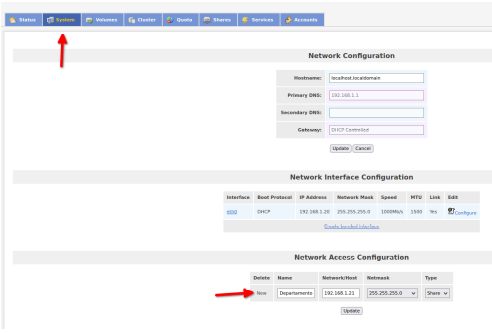 Status System Volumes Cluster Quota Shares Services Accounts
Network Configuration
Hostname: localhost.localdomain
Primary DNS: 192.168.1.1
Secondary DNS:
Gateway: DHCP Controlled
Update Cancel
Network Interface Configuration
Interface Boot Protocol IP Address Network Mask Speed MTU Link Edit
eth0 DHCP 192.168.1.20 255.255.255.0 1000Mb/s 1500 Yes Configure
Create bonded interface
Network Access Configuration
Delete Name Network/Host Netmask Type
New Departamento 192.168.1.21 255.255.255.0 Share
Update